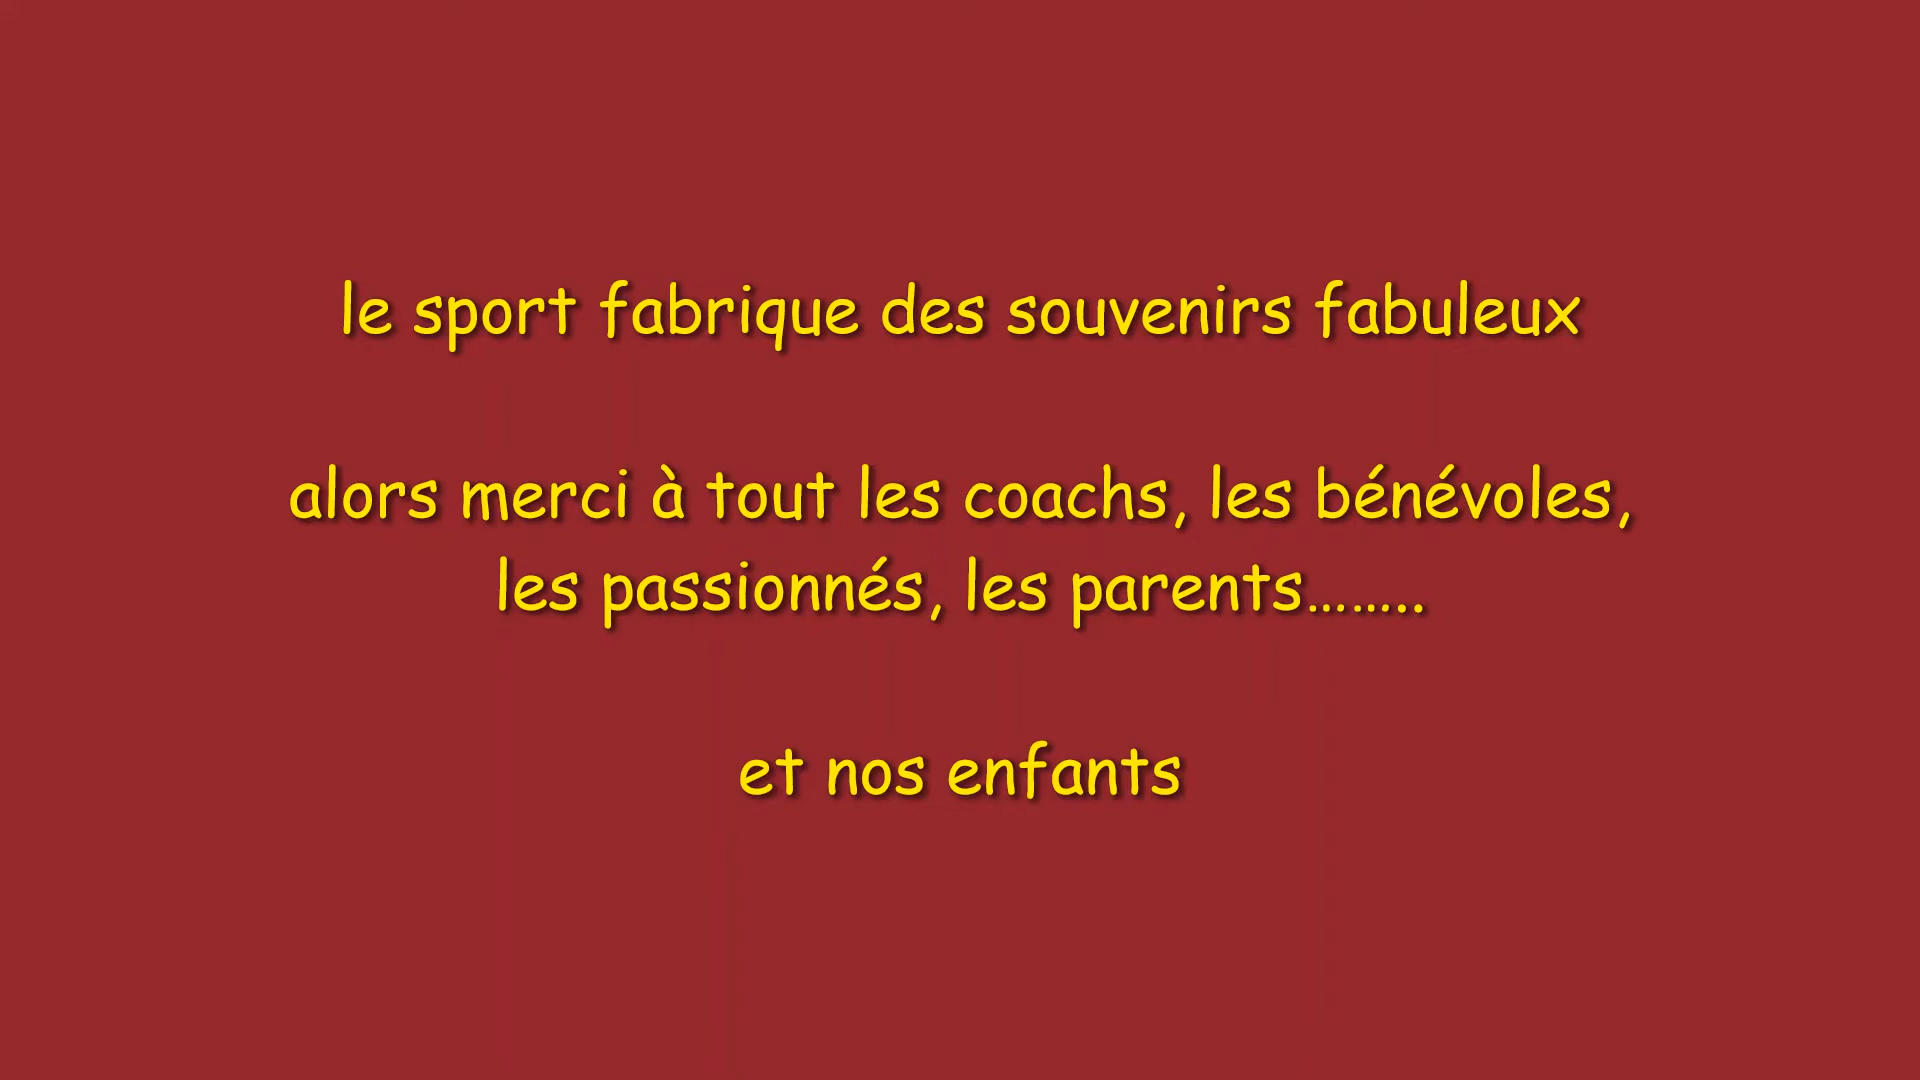 le sport fabrique des souvenirs fabuleux
alors merci à tout les coachs, les bénévoles,
les passionnés, les parents……..
et nos enfants